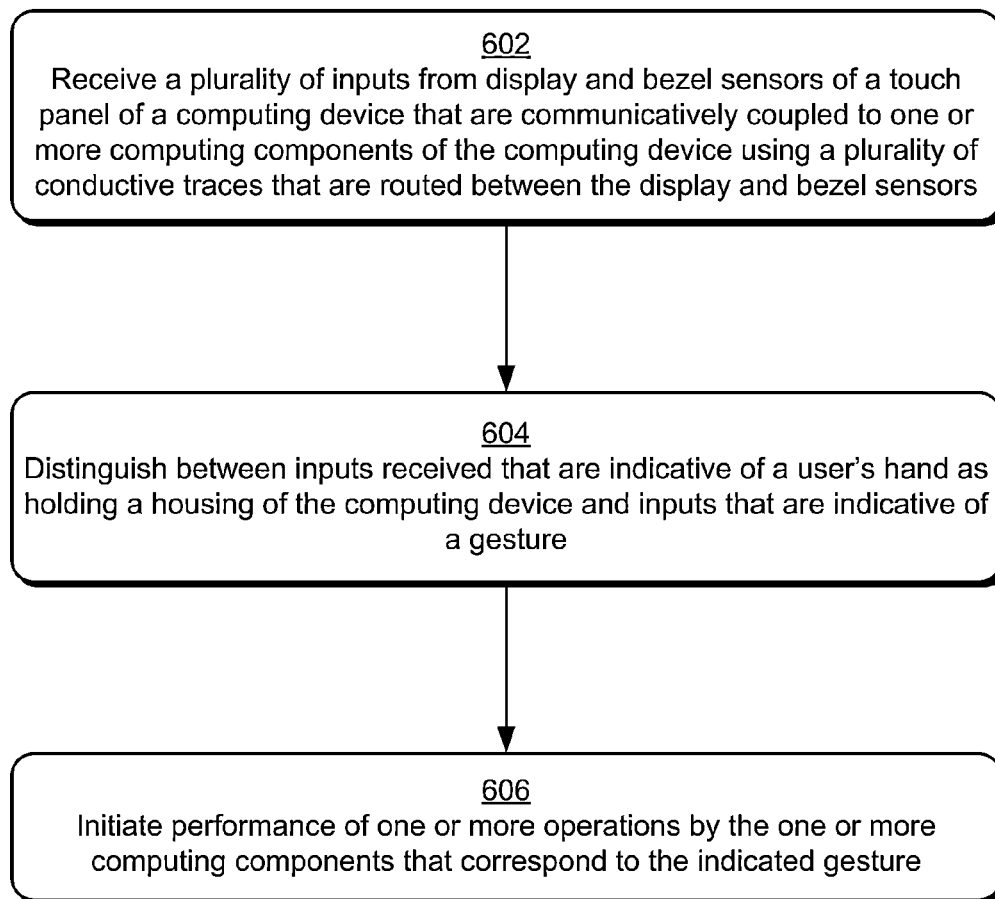 602
Receive a plurality of inputs from display and bezel sensors of a touch
panel of a computing device that are communicatively coupled to one or
more computing components of the computing device using a plurality of
conductive traces that are routed between the display and bezel sensors
604
Distinguish between inputs received that are indicative of a user's hand as
holding a housing of the computing device and inputs that are indicative of
a gesture
606
Initiate performance of one or more operations by the one or more
computing components that correspond to the indicated gesture